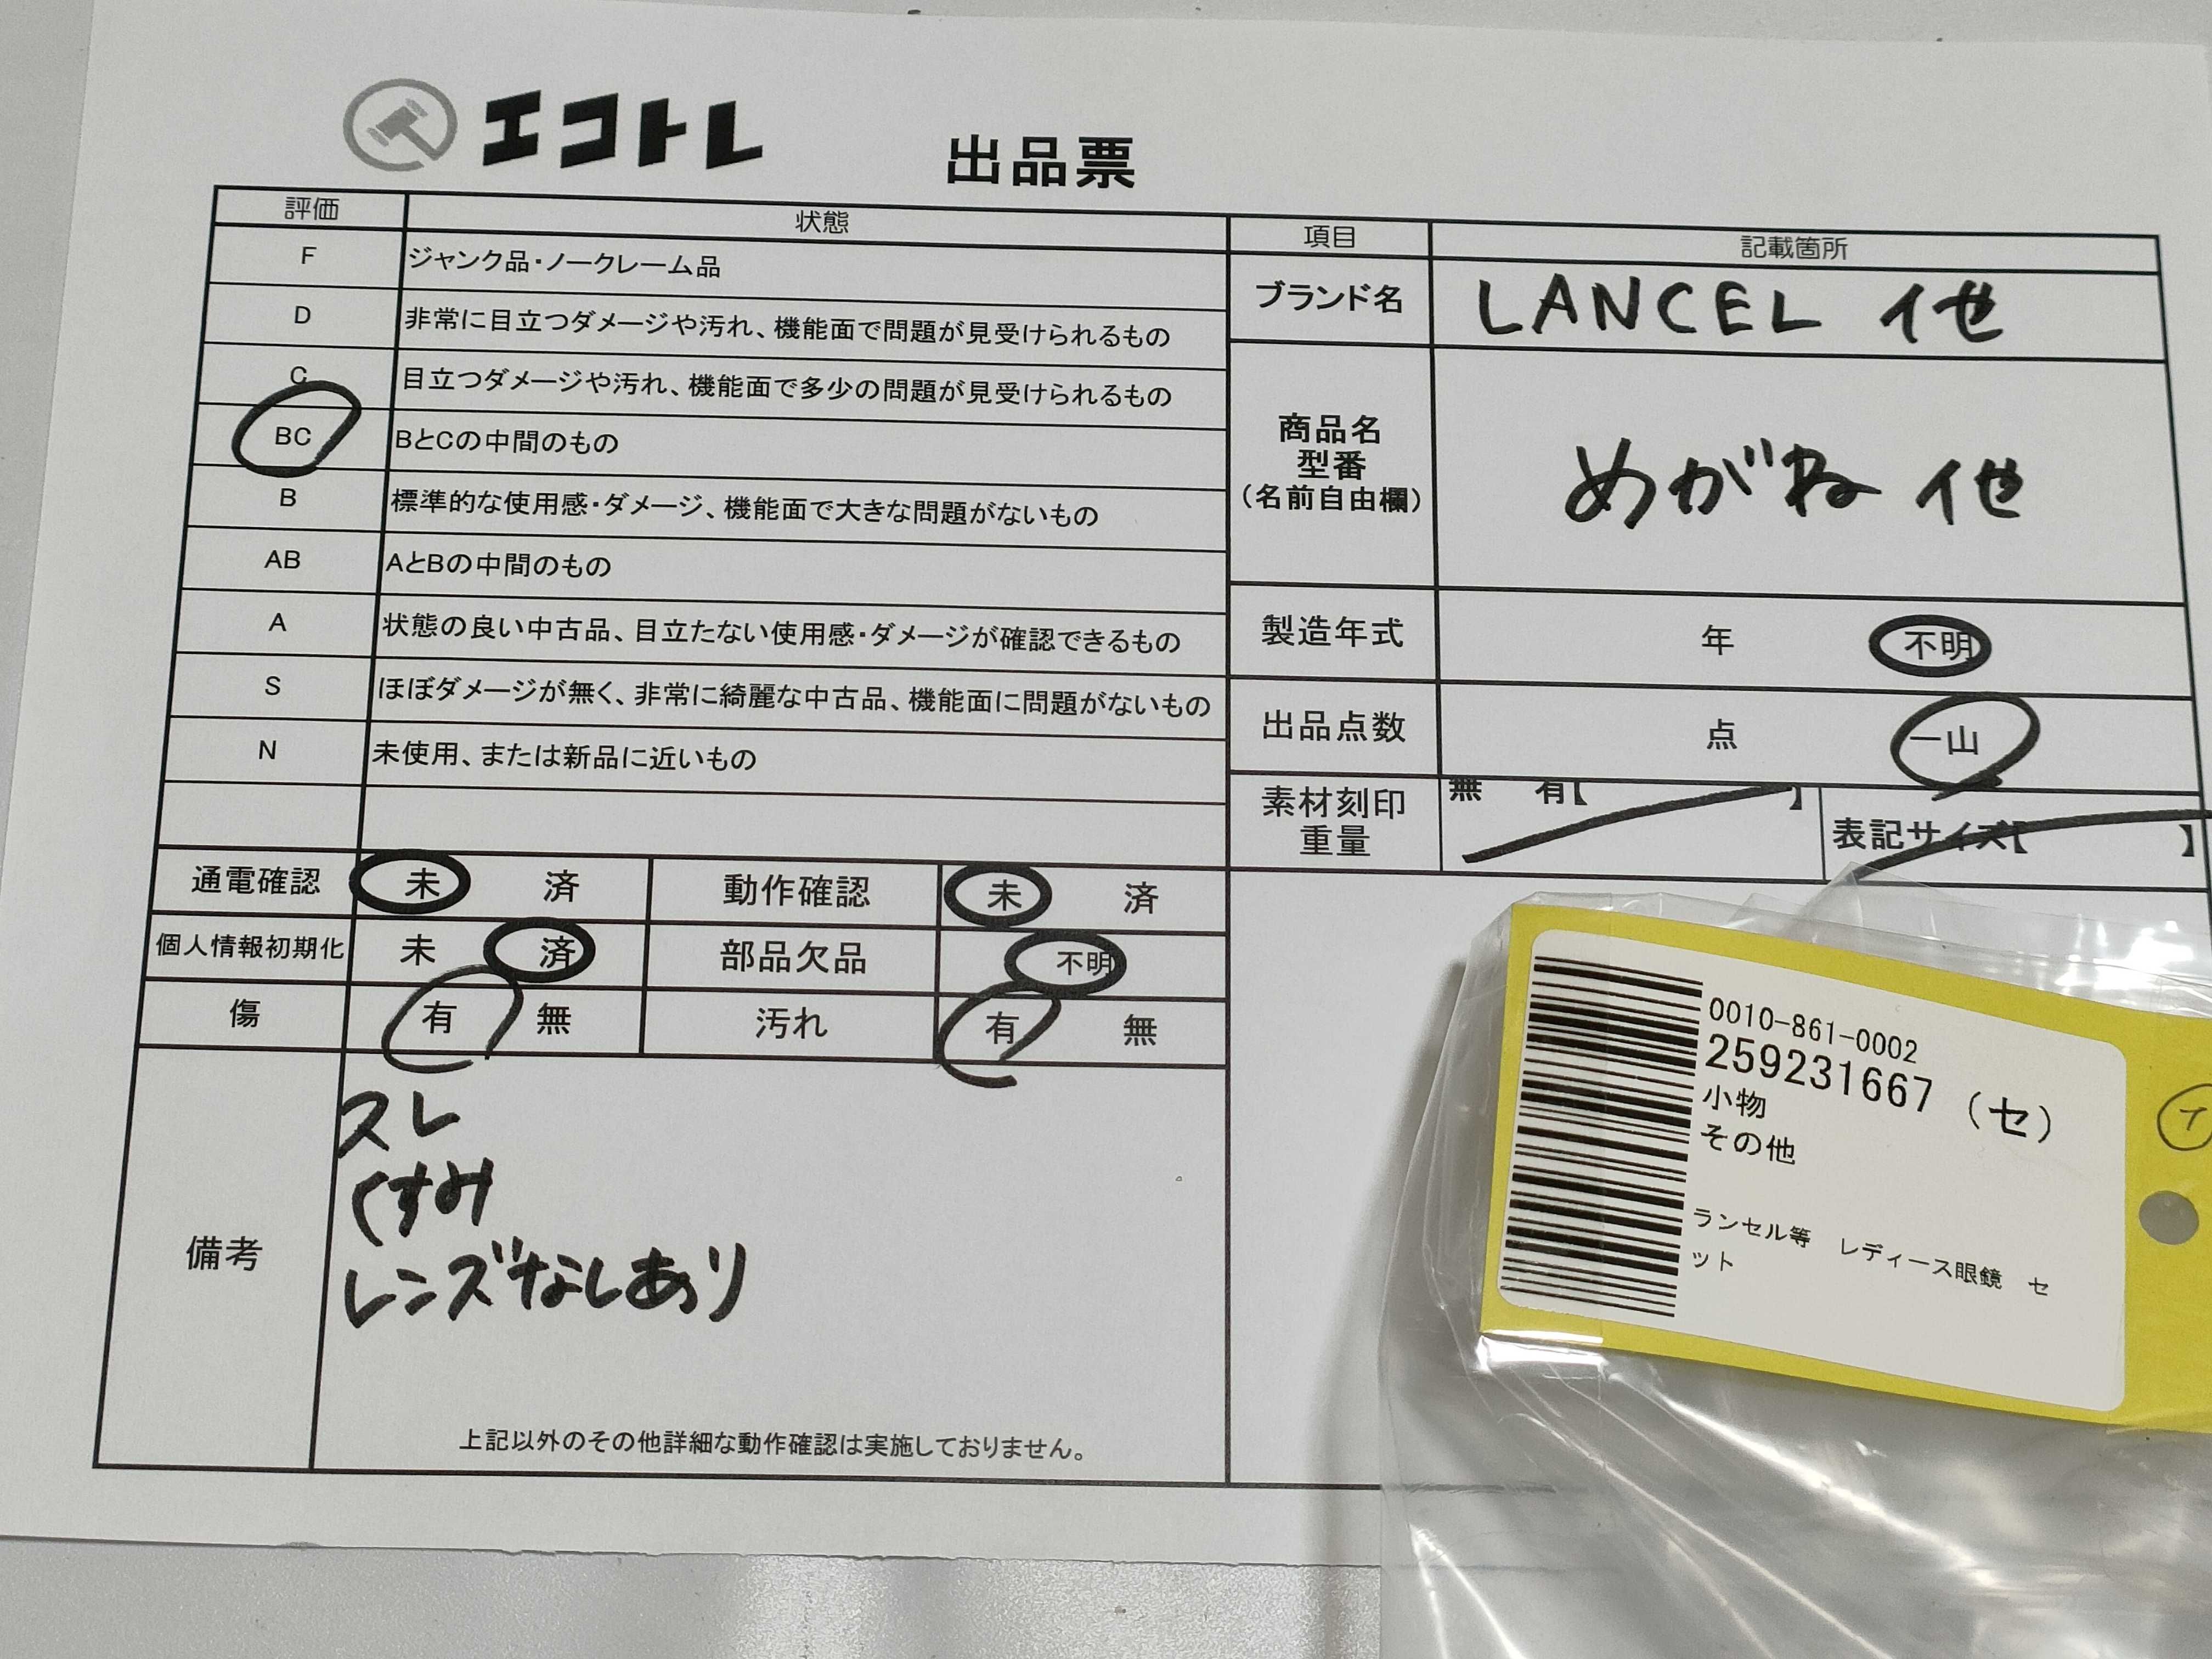 エコトレ
出品票
評価 状態
F ジャンク品・ノークレーム品
D 非常に目立つダメージや汚れ、機能面で問題が見受けられるもの
C 目立つダメージや汚れ、機能面で多少の問題が見受けられるもの
BC BとCの中間のもの
B 標準的な使用感・ダメージ、機能面で大きな問題がないもの
AB AとBの中間のもの
A 状態の良い中古品、目立たない使用感・ダメージが確認できるもの
S ほぼダメージが無く、非常に綺麗な中古品、機能面に問題がないもの
N 未使用、または新品に近いもの
項目 記載箇所
ブランド名 LANCEL 他
商品名
型番
(名前自由欄)
めがね 他
製造年式 年 不明
出品点数 点 一山
素材刻印
重量
無 有【 】
表記サイズ【 】
通電確認 未 済 動作確認 未 済
個人情報初期化 未 済 部品欠品 不明
傷 有 無 汚れ 有 無
備考
スレ
くすみ
レンズなしあり
上記以外のその他詳細な動作確認は実施しておりません。
0010-861-0002
259231667 (セ)
小物
その他
ランセル等 レディース眼鏡 セ
ット